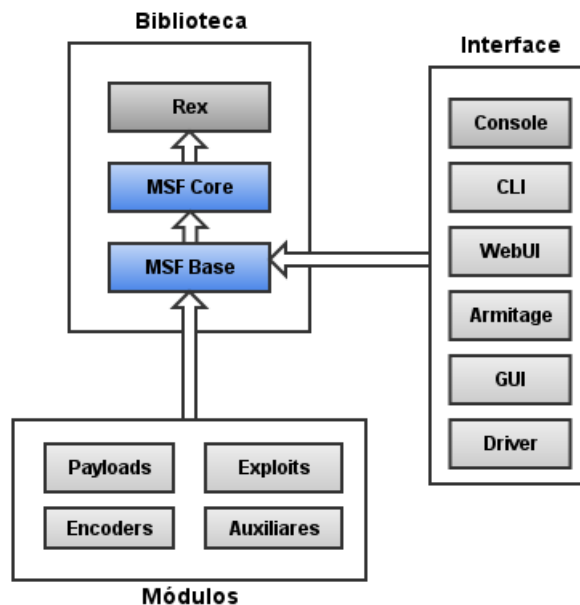 Biblioteca
Rex
MSF Core
MSF Base
Interface
Console
CLI
WebUI
Armitage
GUI
Driver
Payloads
Exploits
Encoders
Auxiliares
Módulos